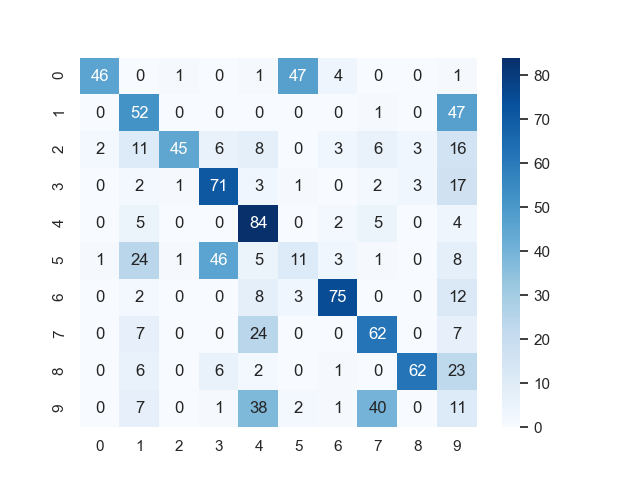 0 46 0 1 0 1 47 4 0 0 1
1 0 52 0 0 0 0 0 1 0 47
2 2 11 45 6 8 0 3 6 3 16
3 0 2 1 71 3 1 0 2 3 17
4 0 5 0 0 84 0 2 5 0 4
5 1 24 1 46 5 11 3 1 0 8
6 0 2 0 0 8 3 75 0 0 12
7 0 7 0 0 24 0 0 62 0 7
8 0 6 0 6 2 0 1 0 62 23
9 0 7 0 1 38 2 1 40 0 11
0 1 2 3 4 5 6 7 8 9
80
70
60
50
40
30
20
10
0